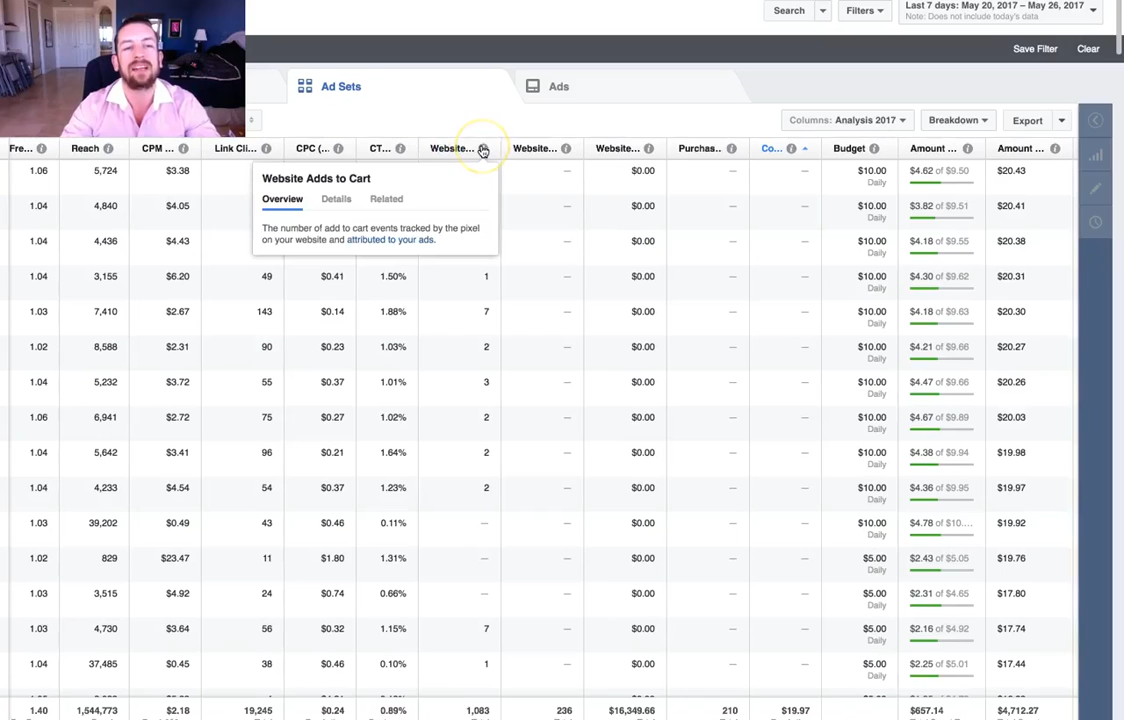 Search Filters Last 7 days: May 20, 2017 – May 26, 2017
Note: Does not include today's data
Save Filter Clear
Ad Sets Ads
Columns: Analysis 2017 Breakdown Export
Fre... Reach CPM ... Link Cli... CPC (... CT... Website... Website... Website... Purchas.. Co... Budget Amount ... Amount ...
1.06 5,724 $3.38 — $0.00 — — $10.00 $4.62 of $9.50 $20.43
Daily
Website Adds to Cart
Overview Details Related
The number of add to cart events tracked by the pixel
on your website and attributed to your ads.
1.04 4,840 $4.05 — $0.00 — — $10.00 $3.82 of $9.51 $20.41
Daily
1.04 4,436 $4.43 — $0.00 — — $10.00 $4.18 of $9.55 $20.38
Daily
1.04 3,155 $6.20 49 $0.41 1.50% 1 — $0.00 — — $10.00 $4.30 of $9.62 $20.31
Daily
1.03 7,410 $2.67 143 $0.14 1.88% 7 — $0.00 — — $10.00 $4.18 of $9.63 $20.30
Daily
1.02 8,588 $2.31 90 $0.23 1.03% 2 — $0.00 — — $10.00 $4.21 of $9.66 $20.27
Daily
1.04 5,232 $3.72 55 $0.37 1.01% 3 — $0.00 — — $10.00 $4.47 of $9.66 $20.26
Daily
1.06 6,941 $2.72 75 $0.27 1.02% 2 — $0.00 — — $10.00 $4.67 of $9.89 $20.03
Daily
1.04 5,642 $3.41 96 $0.21 1.64% 2 — $0.00 — — $10.00 $4.38 of $9.94 $19.98
Daily
1.04 4,233 $4.54 54 $0.37 1.23% 2 — $0.00 — — $10.00 $4.36 of $9.95 $19.97
Daily
1.03 39,202 $0.49 43 $0.46 0.11% — — $0.00 — — $10.00 $4.78 of $10.... $19.92
Daily
1.02 829 $23.47 11 $1.80 1.31% — — $0.00 — — $5.00 $2.43 of $5.05 $19.76
Daily
1.03 3,515 $4.92 24 $0.74 0.66% — — $0.00 — — $5.00 $2.31 of $4.65 $17.80
Daily
1.03 4,730 $3.64 56 $0.32 1.15% 7 — $0.00 — — $5.00 $2.16 of $4.92 $17.74
Daily
1.04 37,485 $0.45 38 $0.46 0.10% 1 — $0.00 — — $5.00 $2.25 of $5.01 $17.44
Daily
1.40 1,544,773 $2.18 19,245 $0.24 0.89% 1,083 236 $16,349.66 210 $19.97 $657.14 $4,712.27